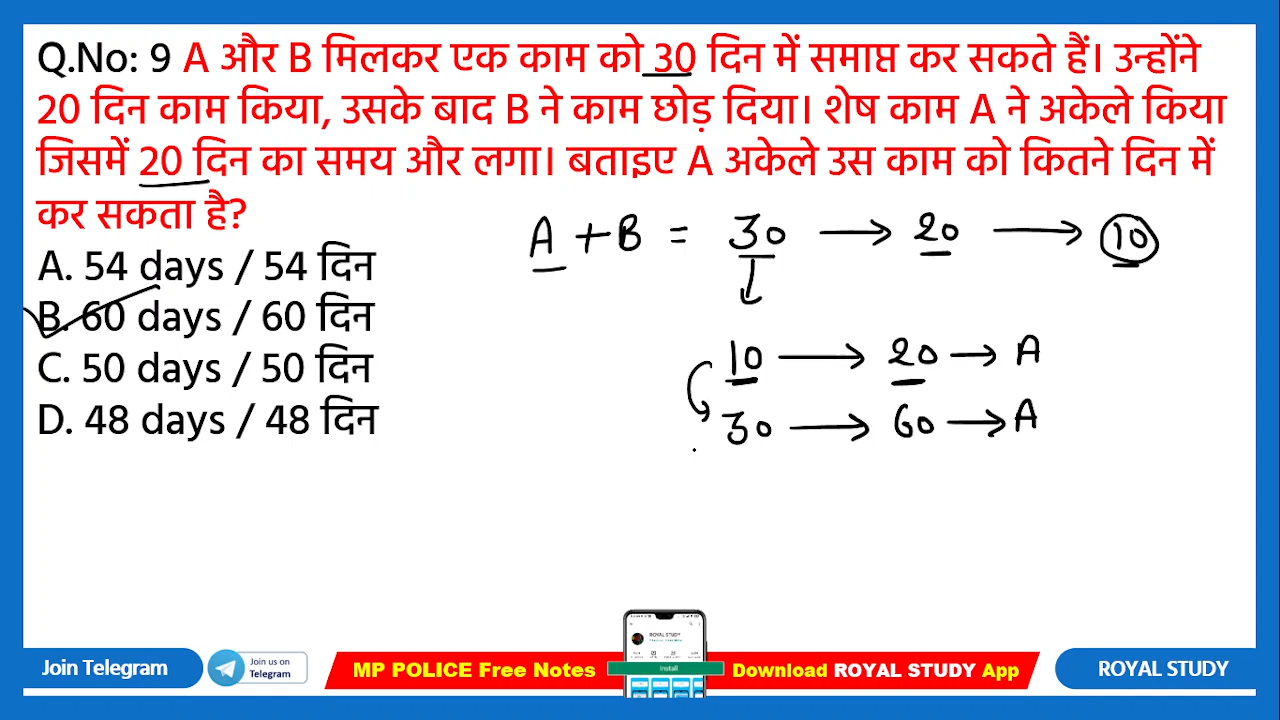 Q.No: 9 A और B मिलकर एक काम को 30 दिन में समाप्त कर सकते हैं। उन्होंने
20 दिन काम किया, उसके बाद B ने काम छोड़ दिया। शेष काम A ने अकेले किया
जिसमें 20 दिन का समय और लगा। बताइए A अकेले उस काम को कितने दिन में
कर सकता है?
A + B = 30 → 20 → 10
A. 54 days / 54 दिन
B. 60 days / 60 दिन
10 → 20 → A
C. 50 days / 50 दिन
30 → 60 → A
D. 48 days / 48 दिन
ROYAL STUDY
Install
Join Telegram
Join us on
Telegram
MP POLICE Free Notes
Download ROYAL STUDY App
ROYAL STUDY